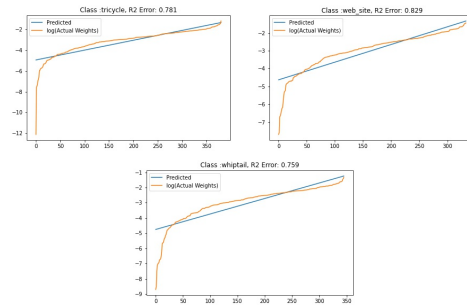 Class :tricycle, R2 Error: 0.781
Predicted
log(Actual Weights)
−2
−4
−6
−8
−10
−12
0 50 100 150 200 250 300 350
Class :web_site, R2 Error: 0.829
Predicted
log(Actual Weights)
−1
−2
−3
−4
−5
−6
−7
0 50 100 150 200 250 300
Class :whiptail, R2 Error: 0.759
Predicted
log(Actual Weights)
−1
−2
−3
−4
−5
−6
−7
−8
−9
0 50 100 150 200 250 300 350